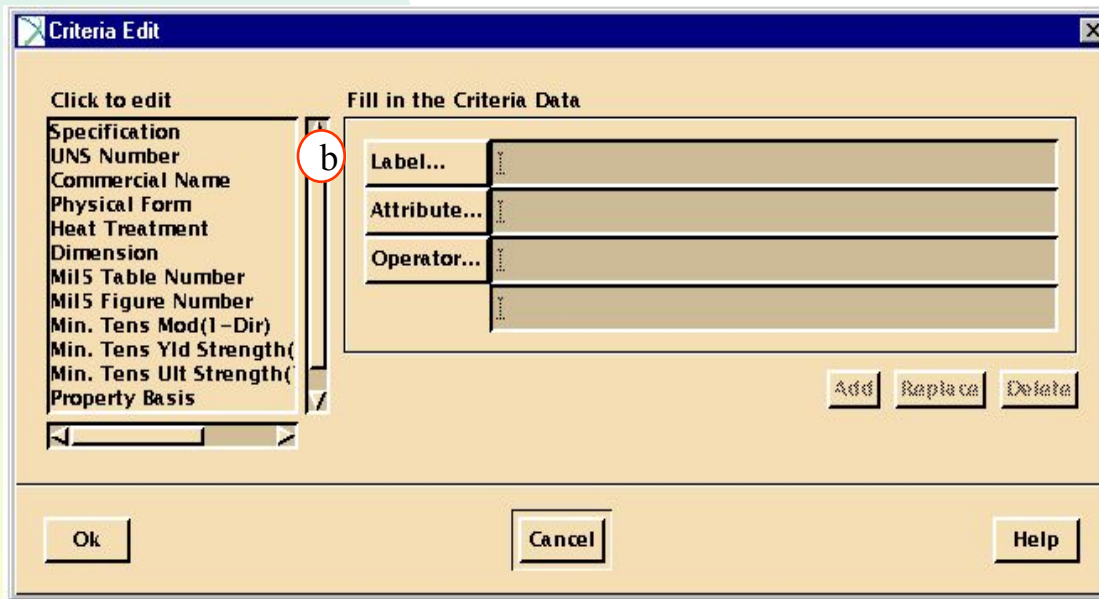 Criteria Edit
Click to edit
Specification
UNS Number
Commercial Name
Physical Form
Heat Treatment
Dimension
Mil5 Table Number
Mil5 Figure Number
Min. Tens Mod(1-Dir)
Min. Tens Yld Strength(
Min. Tens Ult Strength(
Property Basis
b
Fill in the Criteria Data
Label...
Attribute...
Operator...
Add Replace Delete
Ok Cancel Help